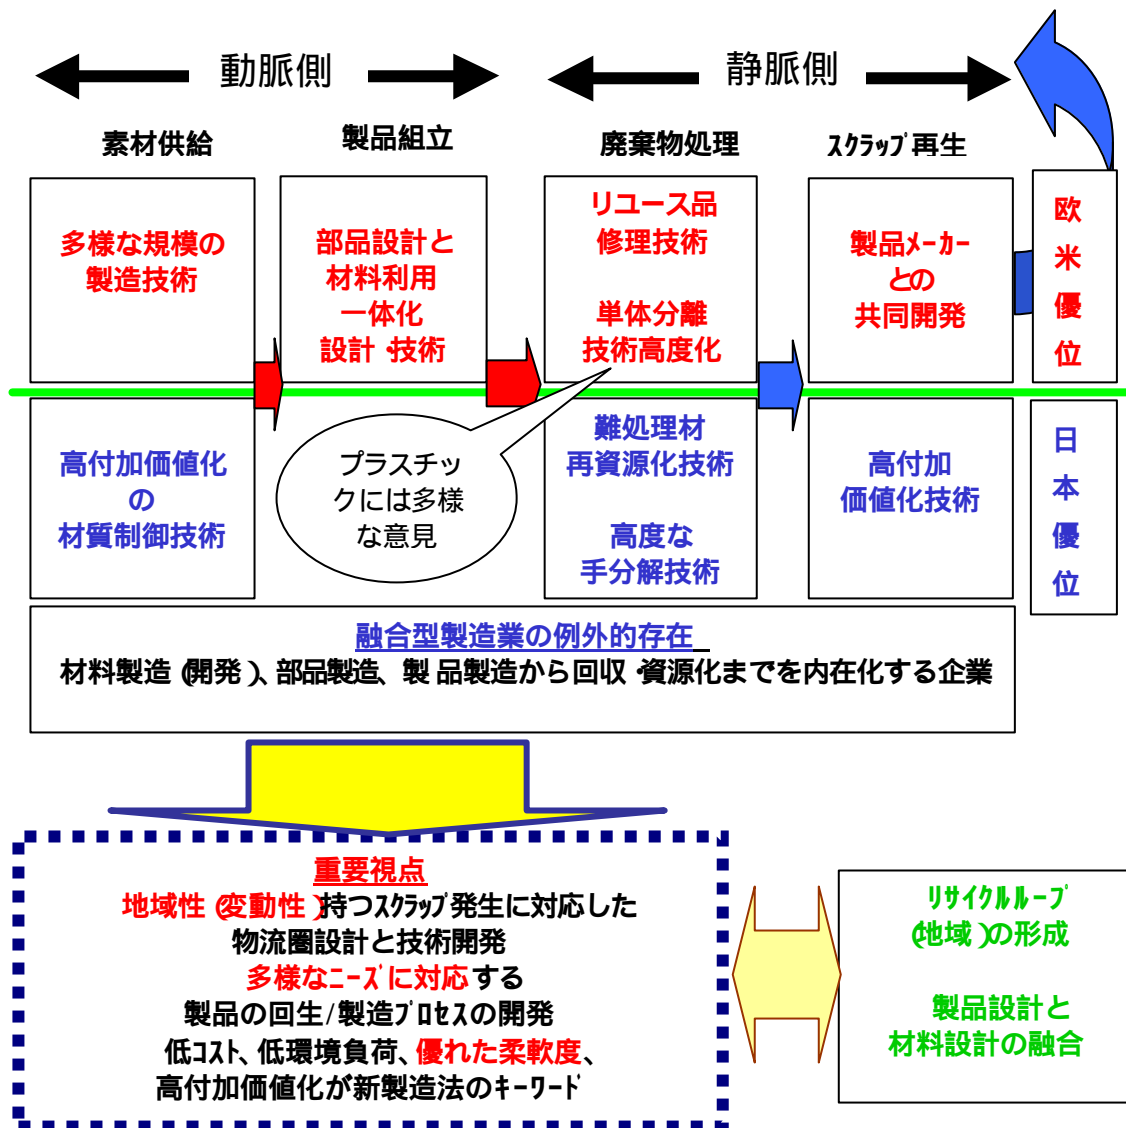 動脈側
静脈側
素材供給
製品組立
廃棄物処理
スクラップ再生
多様な規模の
製造技術
部品設計と
材料利用
一体化
設計・技術
リユース品
修理技術
単体分離
技術高度化
製品メーカー
との
共同開発
欧
米
優
位
高付加価値化
の
材質制御技術
プラスチッ
クには多様
な意見
難処理材
再資源化技術
高度な
手分解技術
高付加
価値化技術
日
本
優
位
融合型製造業の例外的存在
材料製造(開発)、部品製造、製品製造から回収・資源化までを内在化する企業
重要視点
地域性(変動性)持つスクラップ発生に対応した
物流圏設計と技術開発
多様なニーズに対応する
製品の回生/製造プロセスの開発
低コスト、低環境負荷、優れた柔軟度、
高付加価値化が新製造法のキーワード
リサイクルループ
(地域)の形成
製品設計と
材料設計の融合